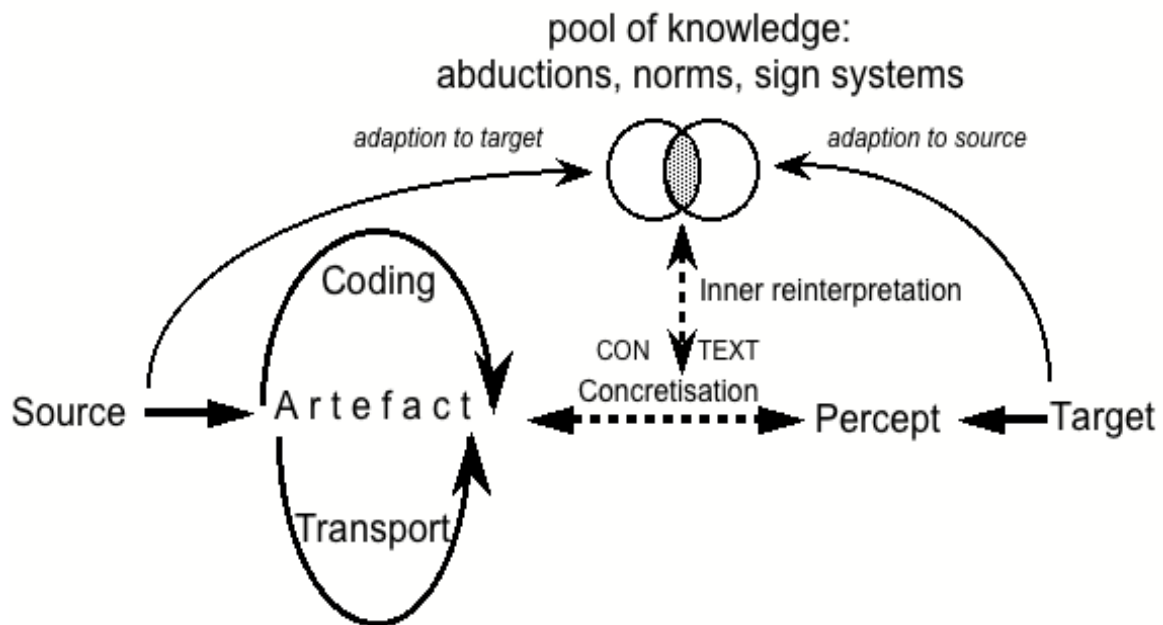 pool of knowledge:
abductions, norms, sign systems
adaption to target
adaption to source
Coding
Inner reinterpretation
CON TEXT
Concretisation
Source
Artefact
Percept
Target
Transport